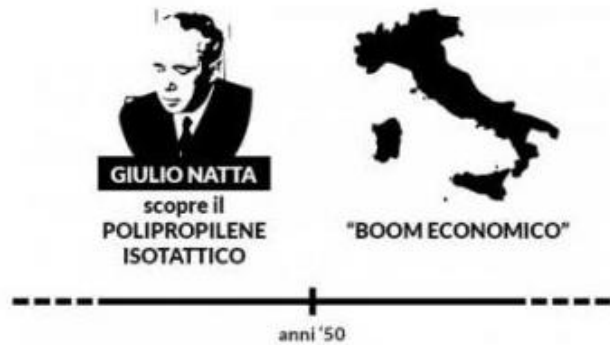 GIULIO NATTA
scopre il
POLIPROPILENE
ISOTATTICO
"BOOM ECONOMICO"
anni '50